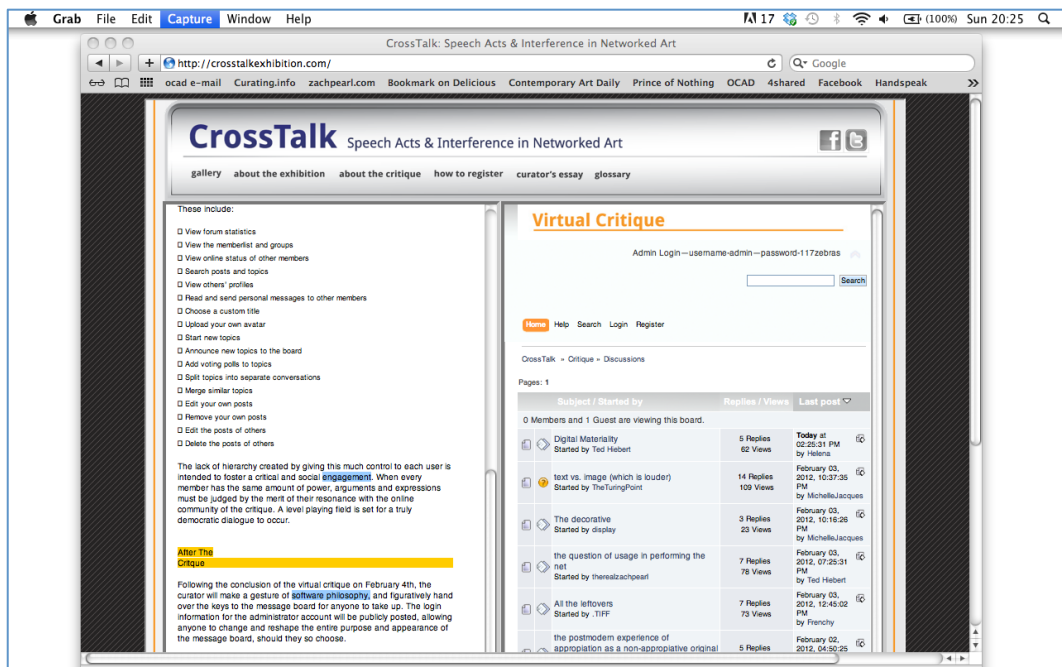 Grab File Edit Capture Window Help 17 (100%) Sun 20:25
CrossTalk: Speech Acts & Interference in Networked Art
http://crosstalkexhibition.com/ Google
ocad e-mail Curating.info zachpearl.com Bookmark on Delicious Contemporary Art Daily Prince of Nothing OCAD 4shared Facebook Handspeak »
CrossTalk Speech Acts & Interference in Networked Art
gallery about the exhibition about the critique how to register curator's essay glossary
These include:
View forum statistics
View the memberlist and groups
View online status of other members
Search posts and topics
View others' profiles
Read and send personal messages to other members
Choose a custom title
Upload your own avatar
Start new topics
Announce new topics to the board
Add voting polls to topics
Split topics into separate conversations
Merge similar topics
Edit your own posts
Remove your own posts
Edit the posts of others
Delete the posts of others
The lack of hierarchy created by giving this much control to each user is
intended to foster a critical and social engagement. When every
member has the same amount of power, arguments and expressions
must be judged by the merit of their resonance with the online
community of the critique. A level playing field is set for a truly
democratic dialogue to occur.
After The
Critque
Following the conclusion of the virtual critique on February 4th, the
curator will make a gesture of software philosophy, and figuratively hand
over the keys to the message board for anyone to take up. The login
information for the administrator account will be publicly posted, allowing
anyone to change and reshape the entire purpose and appearance of
the message board, should they so choose.
Virtual Critique
Admin Login—username-admin—password-117zebras
Search
Home Help Search Login Register
CrossTalk » Critique » Discussions
Pages: 1
Subject / Started by Replies / Views Last post
0 Members and 1 Guest are viewing this board.
Digital Materiality
Started by Ted Hiebert
5 Replies
62 Views
Today at
02:25:31 PM
by Helena
text vs. image (which is louder)
Started by TheTuringPoint
14 Replies
109 Views
February 03,
2012, 10:37:35
PM
by MichelleJacques
The decorative
Started by display
3 Replies
23 Views
February 03,
2012, 10:16:26
PM
by MichelleJacques
the question of usage in performing the
net
Started by therealzachpearl
7 Replies
78 Views
February 03,
2012, 07:25:31
PM
by Ted Hiebert
All the leftovers
Started by .TIFF
7 Replies
73 Views
February 03,
2012, 12:45:02
PM
by Frenchy
the postmodern experience of
appropiation as a non-appropiative original
5 Replies
February 02,
2012, 04:50:25